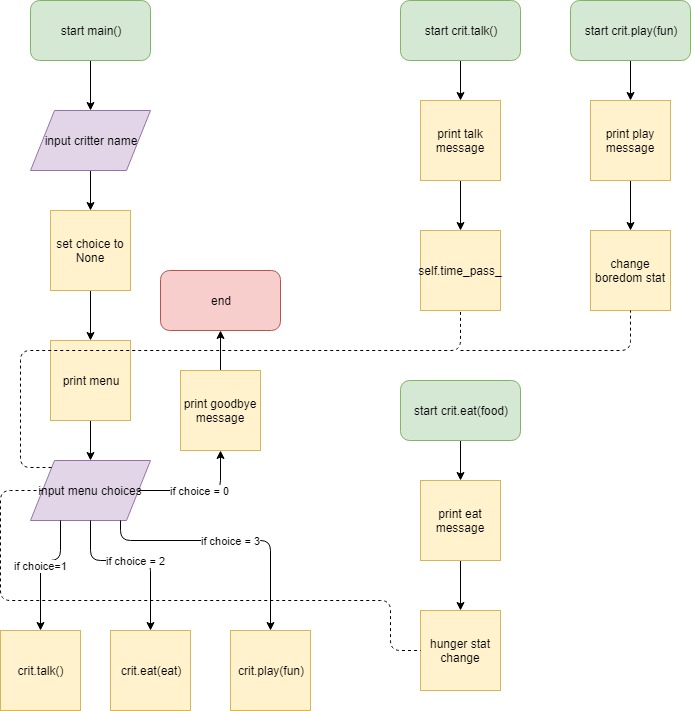 start main()
start crit.talk()
start crit.play(fun)
input critter name
print talk
message
print play
message
set choice to
None
self.time_pass_
change
boredom stat
end
print menu
print goodbye
message
start crit.eat(food)
input menu choices
if choice = 0
print eat
message
if choice=1
if choice = 2
if choice = 3
crit.talk()
crit.eat(eat)
crit.play(fun)
hunger stat
change